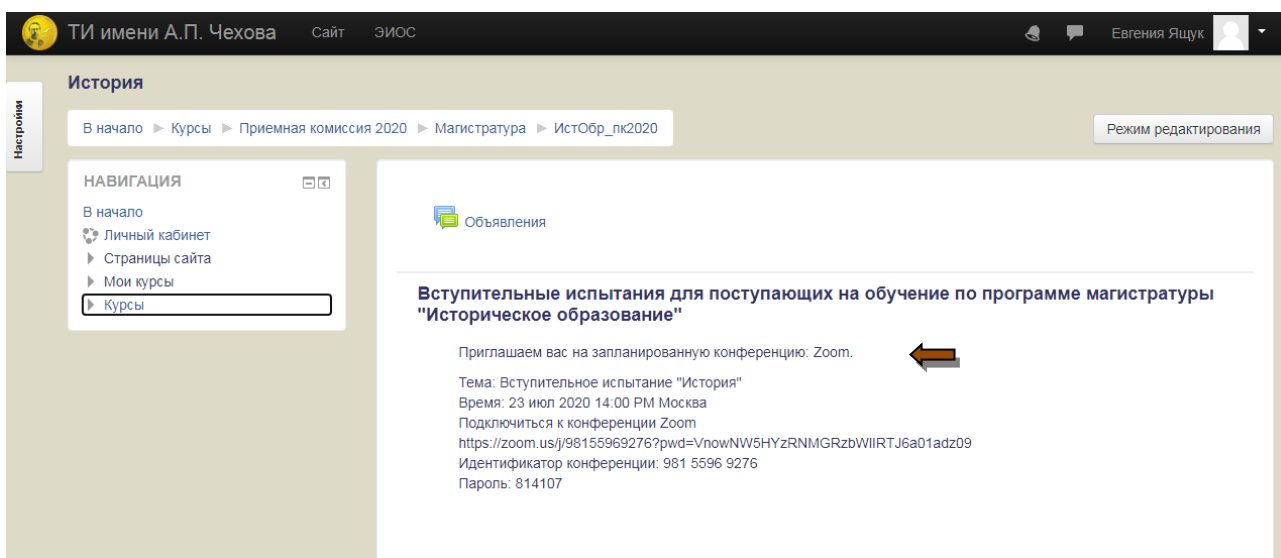 ТИ имени А.П. Чехова Сайт ЭИОС Евгения Ящук
Настройки
История
В начало Курсы Приемная комиссия 2020 Магистратура ИстОбр_пк2020
Режим редактирования
НАВИГАЦИЯ
В начало
Личный кабинет
Страницы сайта
Мои курсы
Курсы
Объявления
Вступительные испытания для поступающих на обучение по программе магистратуры
"Историческое образование"
Приглашаем вас на запланированную конференцию: Zoom.
Тема: Вступительное испытание "История"
Время: 23 июл 2020 14:00 PM Москва
Подключиться к конференции Zoom
https://zoom.us/j/98155969276?pwd=VnowNW5HYzRNMGRzbWlIRTJ6a01adz09
Идентификатор конференции: 981 5596 9276
Пароль: 814107